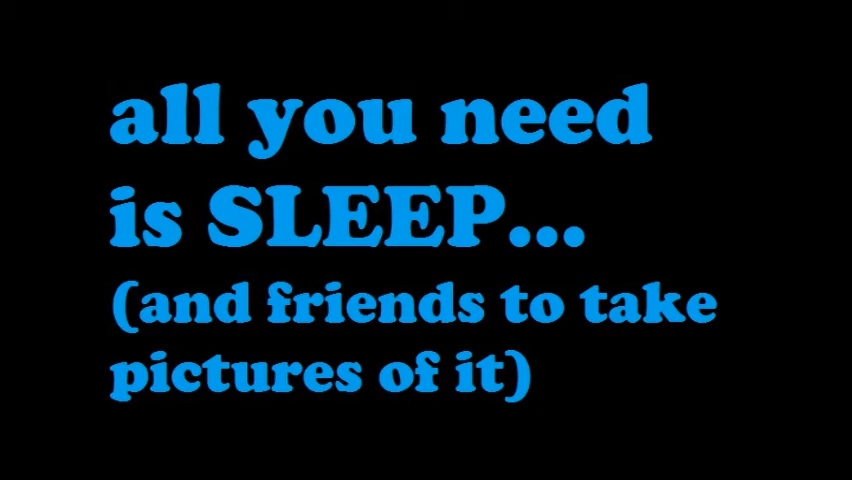 all you need
is SLEEP...
(and friends to take
pictures of it)